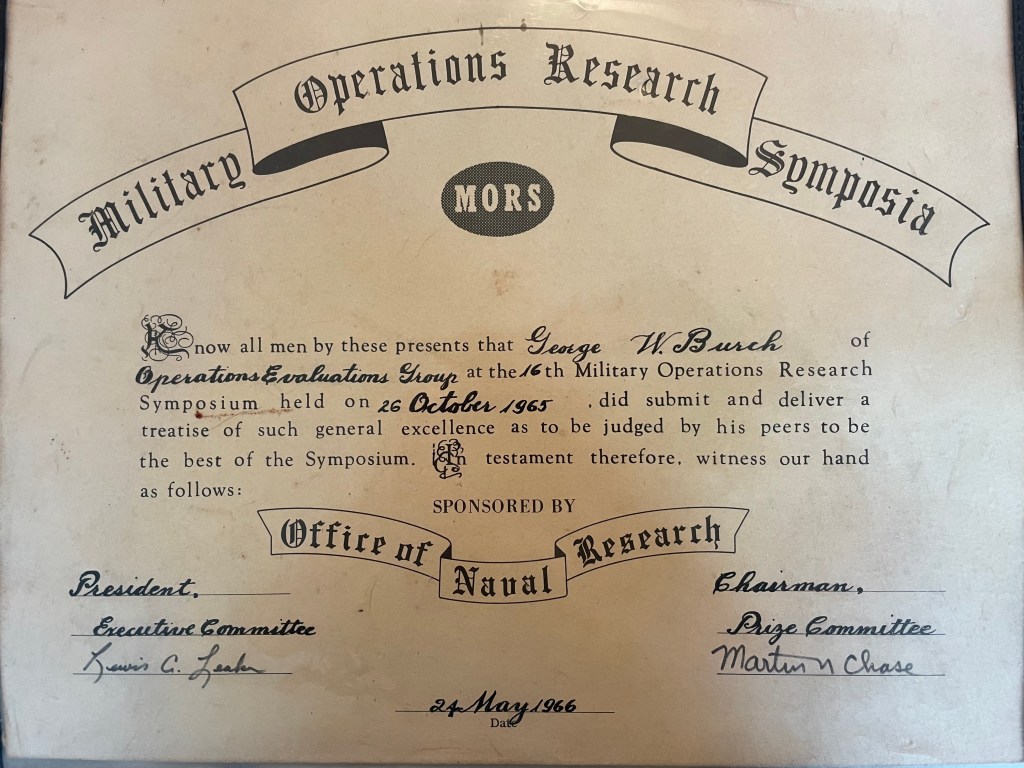 Military Operations Research Symposia
MORS
Know all men by these presents that George W. Burch of
Operations Evaluations Group at the 16th Military Operations Research
Symposium held on 26 October 1965, did submit and deliver a
treatise of such general excellence as to be judged by his peers to be
the best of the Symposium. In testament therefore, witness our hand
as follows:
SPONSORED BY
Office of Naval Research
President,
Executive Committee
Lewis C. Leake
Chairman,
Prize Committee
Martin N Chase
24 May 1966
Date